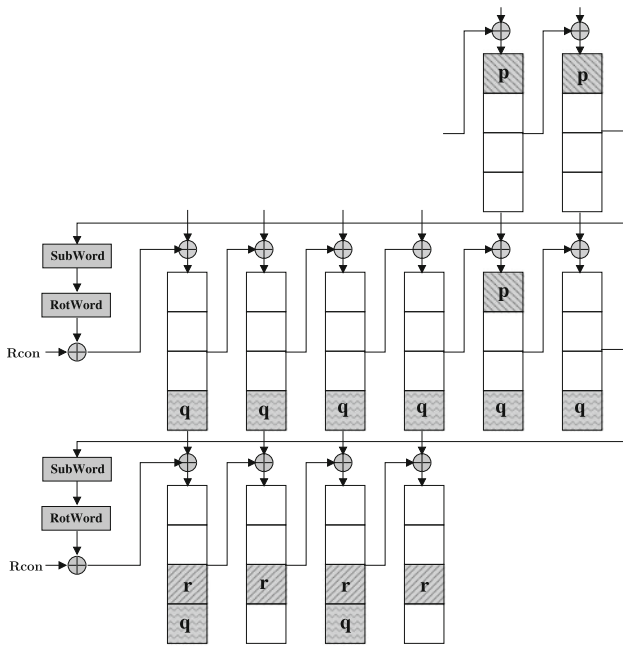 p p
SubWord
p
RotWord
Rcon
q q q q q q
SubWord
RotWord
Rcon
r r r r
q q